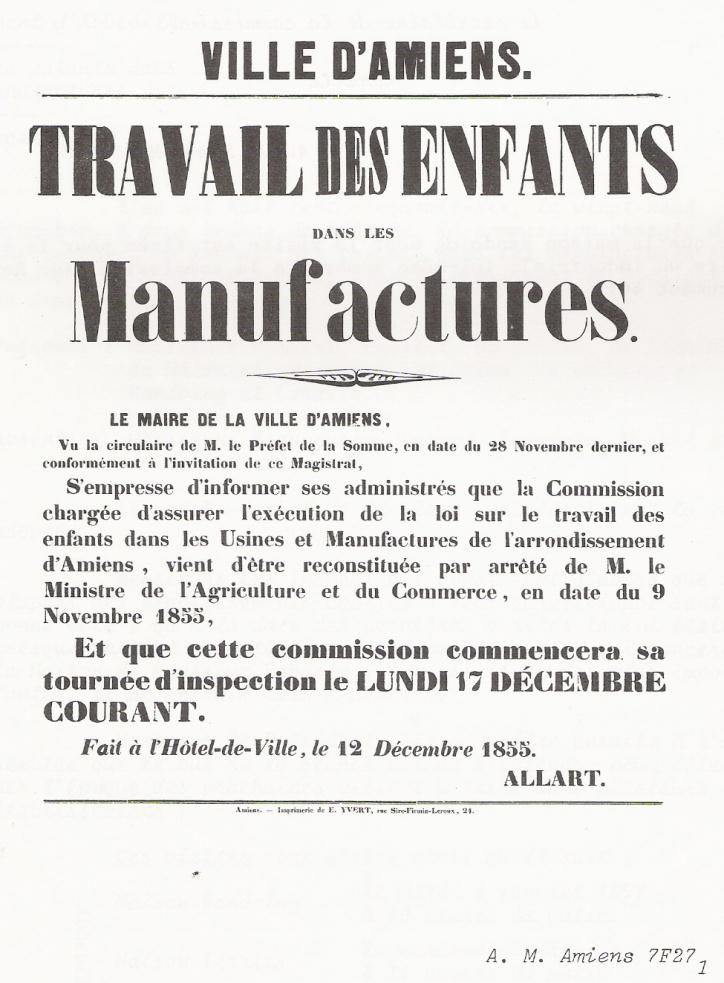 VILLE D'AMIENS.
TRAVAIL DES ENFANTS
DANS LES
Manufactures.
LE MAIRE DE LA VILLE D'AMIENS,
Vu la circulaire de M. le Préfet de la Somme, en date du 28 Novembre dernier, et
conformément à l'invitation de ce Magistrat,
S'empresse d'informer ses administrés que la Commission
chargée d'assurer l'exécution de la loi sur le travail des
enfants dans les Usines et Manufactures de l'arrondissement
d'Amiens, vient d'être reconstituée par arrêté de M. le
Ministre de l'Agriculture et du Commerce, en date du 9
Novembre 1855,
Et que cette commission commencera sa
tournée d'inspection le LUNDI 17 DÉCEMBRE
COURANT.
Fait à l'Hôtel-de-Ville, le 12 Décembre 1855.
ALLART.
Amiens. — Imprimerie de E. YVERT, rue Sire-Firmin-Leroux, 24.
A. M. Amiens 7F27 1